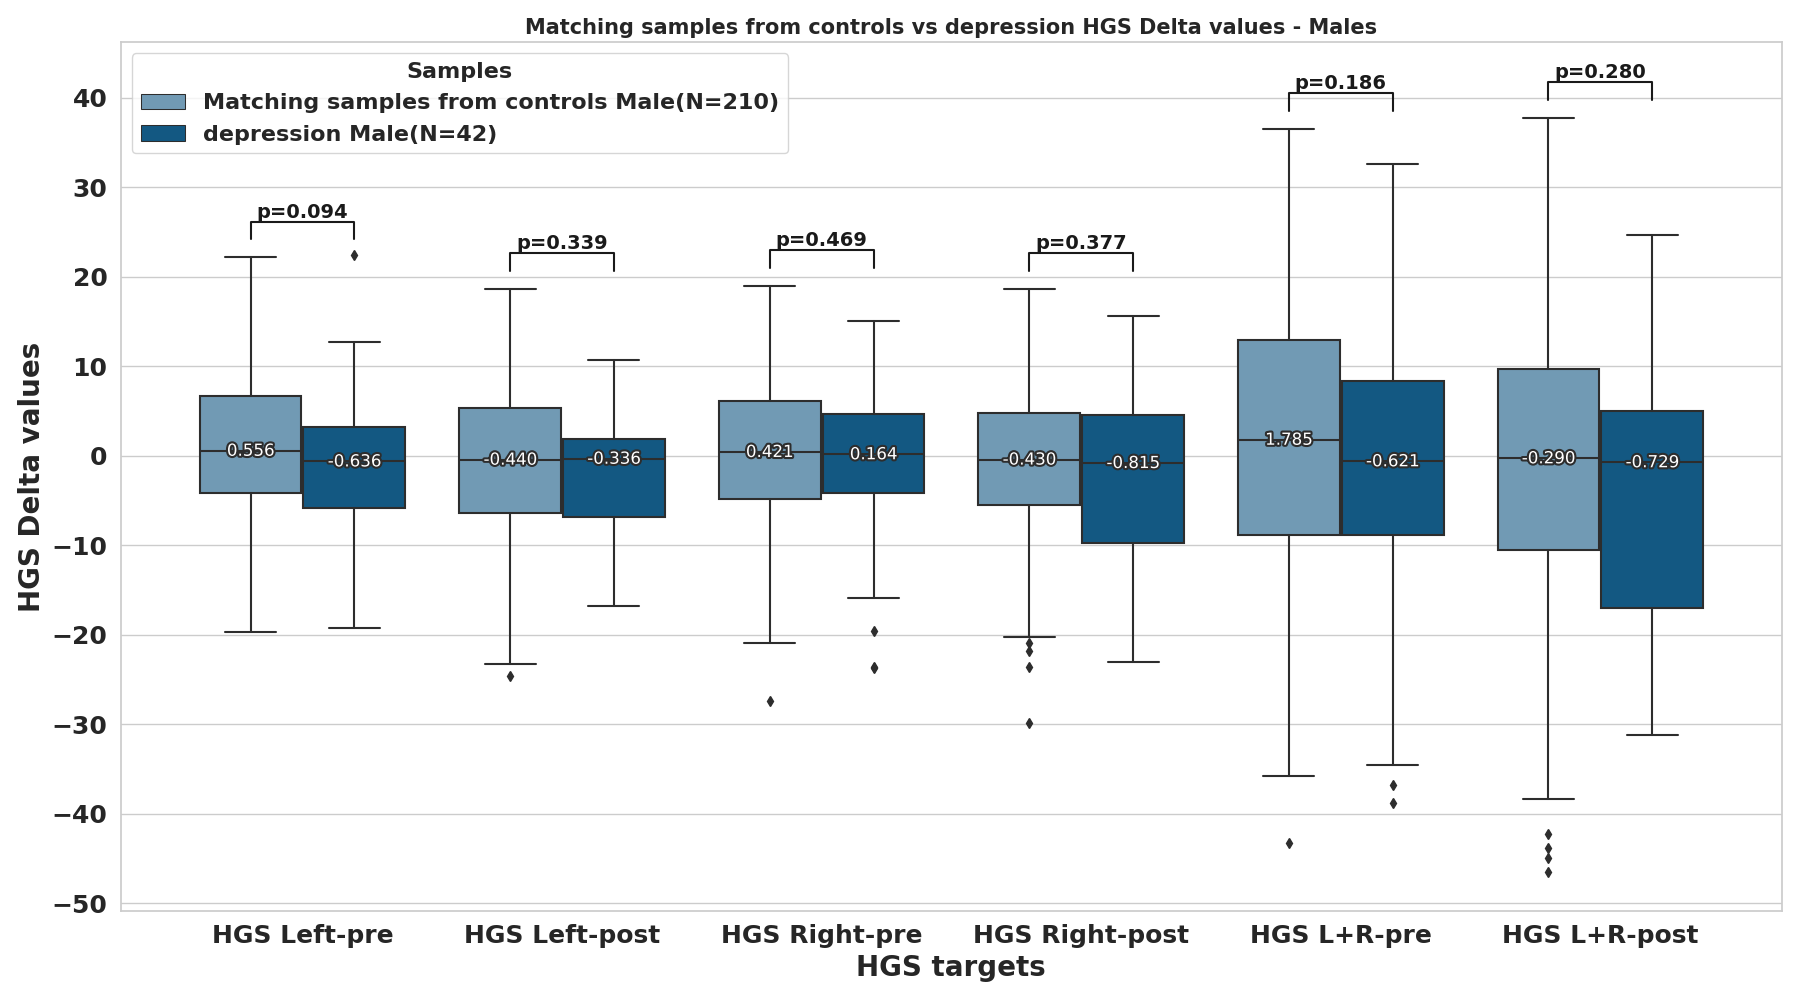 Matching samples from controls vs depression HGS Delta values - Males
Samples
Matching samples from controls Male(N=210)
depression Male(N=42)
p=0.094
p=0.339
p=0.469
p=0.377
p=0.186
p=0.280
HGS Delta values
40
30
20
10
0
−10
−20
−30
−40
−50
0.556
-0.636
-0.440
-0.336
0.421
0.164
-0.430
-0.815
1.785
-0.621
-0.290
-0.729
HGS Left-pre
HGS Left-post
HGS Right-pre
HGS Right-post
HGS L+R-pre
HGS L+R-post
HGS targets